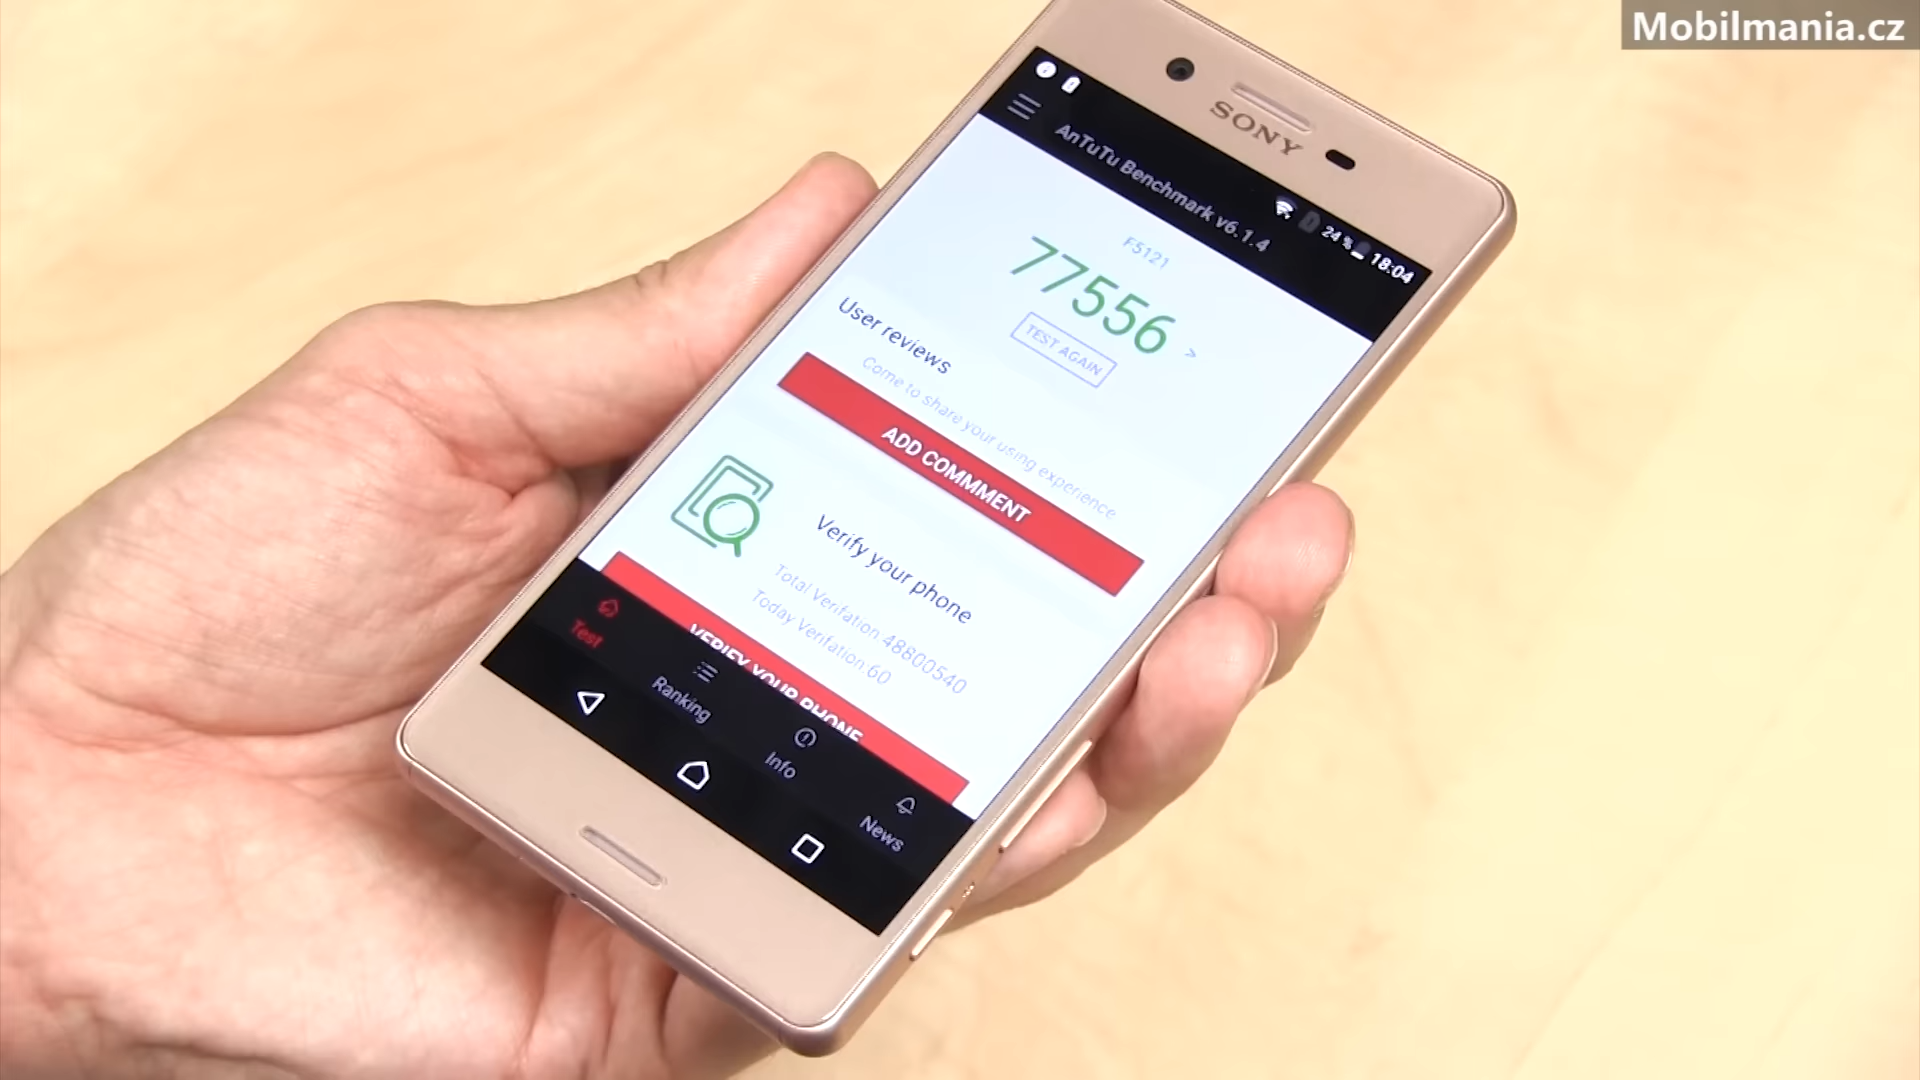 Mobilmania.cz
SONY
24 % 18:04
AnTuTu Benchmark v6.1.4
F5121
77556 >
TEST AGAIN
User reviews
Come to share your using experience
ADD COMMMENT
Verify your phone
Total Verifation 48800540
Today Verifation:60
VERIFY YOUR PHONE
Test
Ranking
Info
News